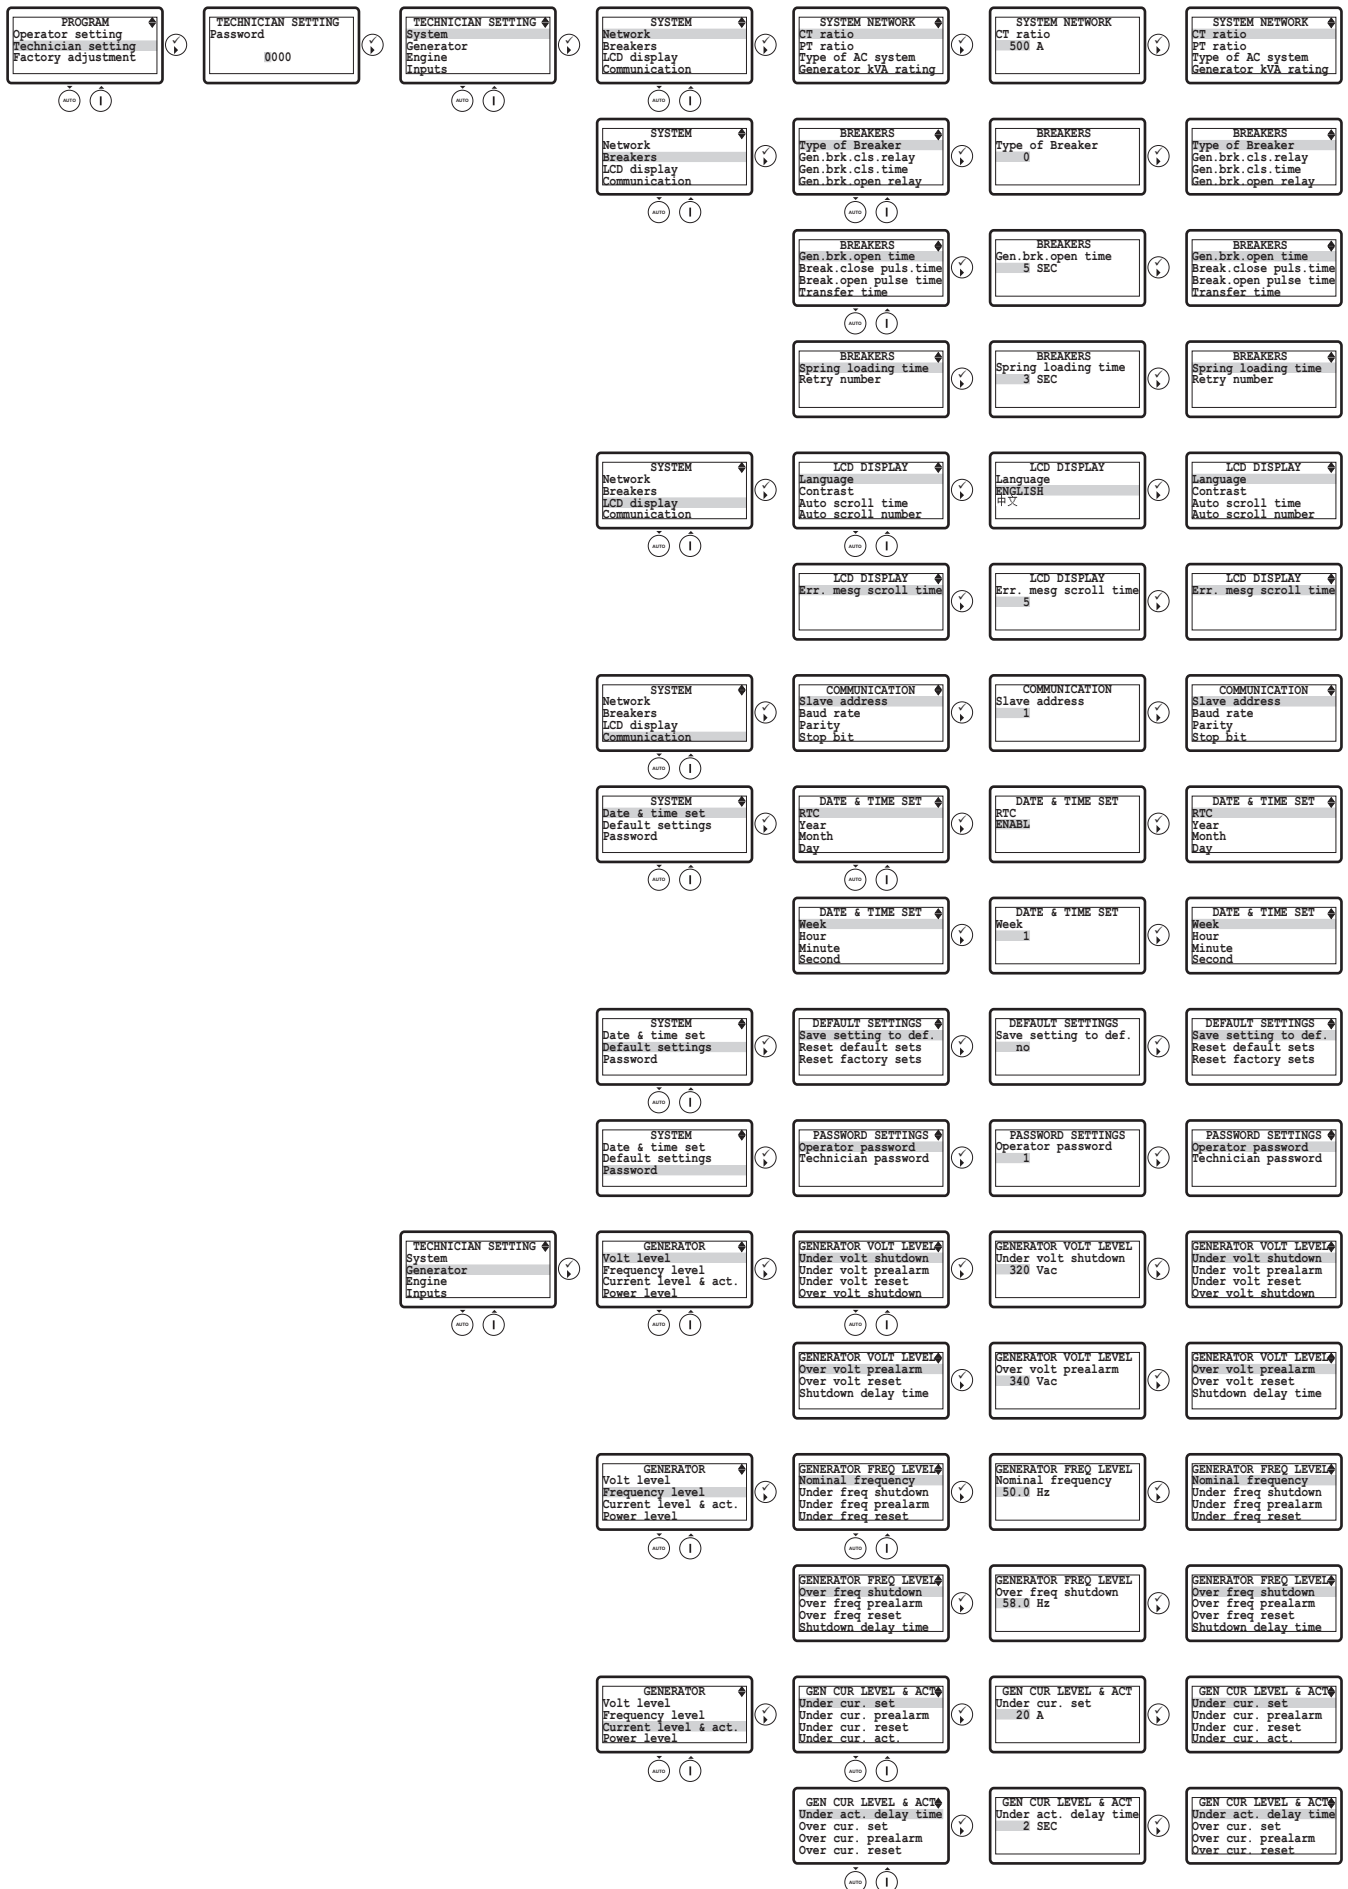 PROGRAM
Operator setting
Technician setting
Factory adjustment
TECHNICIAN SETTING
Password
0000
TECHNICIAN SETTING
System
Generator
Engine
Inputs
SYSTEM
Network
Breakers
LCD display
Communication
SYSTEM NETWORK
CT ratio
PT ratio
Type of AC system
Generator kVA rating
SYSTEM NETWORK
CT ratio
500 A
SYSTEM NETWORK
CT ratio
PT ratio
Type of AC system
Generator kVA rating
AUTO I
AUTO I
AUTO I
SYSTEM
Network
Breakers
LCD display
Communication
BREAKERS
Type of Breaker
Gen.brk.cls.relay
Gen.brk.cls.time
Gen.brk.open relay
BREAKERS
Type of Breaker
0
BREAKERS
Type of Breaker
Gen.brk.cls.relay
Gen.brk.cls.time
Gen.brk.open relay
AUTO I
AUTO I
BREAKERS
Gen.brk.open time
Break.close puls.time
Break.open pulse time
Transfer time
BREAKERS
Gen.brk.open time
5 SEC
BREAKERS
Gen.brk.open time
Break.close puls.time
Break.open pulse time
Transfer time
AUTO I
BREAKERS
Spring loading time
Retry number
BREAKERS
Spring loading time
3 SEC
BREAKERS
Spring loading time
Retry number
SYSTEM
Network
Breakers
LCD display
Communication
LCD DISPLAY
Language
Contrast
Auto scroll time
Auto scroll number
LCD DISPLAY
Language
ENGLISH
中文
LCD DISPLAY
Language
Contrast
Auto scroll time
Auto scroll number
AUTO I
AUTO I
LCD DISPLAY
Err. mesg scroll time
LCD DISPLAY
Err. mesg scroll time
5
LCD DISPLAY
Err. mesg scroll time
SYSTEM
Network
Breakers
LCD display
Communication
COMMUNICATION
Slave address
Baud rate
Parity
Stop bit
COMMUNICATION
Slave address
1
COMMUNICATION
Slave address
Baud rate
Parity
Stop bit
AUTO I
SYSTEM
Date & time set
Default settings
Password
DATE & TIME SET
RTC
Year
Month
Day
DATE & TIME SET
RTC
ENABL
DATE & TIME SET
RTC
Year
Month
Day
AUTO I
AUTO I
DATE & TIME SET
Week
Hour
Minute
Second
DATE & TIME SET
Week
1
DATE & TIME SET
Week
Hour
Minute
Second
SYSTEM
Date & time set
Default settings
Password
DEFAULT SETTINGS
Save setting to def.
Reset default sets
Reset factory sets
DEFAULT SETTINGS
Save setting to def.
no
DEFAULT SETTINGS
Save setting to def.
Reset default sets
Reset factory sets
AUTO I
SYSTEM
Date & time set
Default settings
Password
PASSWORD SETTINGS
Operator password
Technician password
PASSWORD SETTINGS
Operator password
1
PASSWORD SETTINGS
Operator password
Technician password
TECHNICIAN SETTING
System
Generator
Engine
Inputs
GENERATOR
Volt level
Frequency level
Current level & act.
Power level
GENERATOR VOLT LEVEL
Under volt shutdown
Under volt prealarm
Under volt reset
Over volt shutdown
GENERATOR VOLT LEVEL
Under volt shutdown
320 Vac
GENERATOR VOLT LEVEL
Under volt shutdown
Under volt prealarm
Under volt reset
Over volt shutdown
AUTO I
AUTO I
AUTO I
GENERATOR VOLT LEVEL
Over volt prealarm
Over volt reset
Shutdown delay time
GENERATOR VOLT LEVEL
Over volt prealarm
340 Vac
GENERATOR VOLT LEVEL
Over volt prealarm
Over volt reset
Shutdown delay time
GENERATOR
Volt level
Frequency level
Current level & act.
Power level
GENERATOR FREQ LEVEL
Nominal frequency
Under freq shutdown
Under freq prealarm
Under freq reset
GENERATOR FREQ LEVEL
Nominal frequency
50.0 Hz
GENERATOR FREQ LEVEL
Nominal frequency
Under freq shutdown
Under freq prealarm
Under freq reset
AUTO I
AUTO I
GENERATOR FREQ LEVEL
Over freq shutdown
Over freq prealarm
Over freq reset
Shutdown delay time
GENERATOR FREQ LEVEL
Over freq shutdown
58.0 Hz
GENERATOR FREQ LEVEL
Over freq shutdown
Over freq prealarm
Over freq reset
Shutdown delay time
GENERATOR
Volt level
Frequency level
Current level & act.
Power level
GEN CUR LEVEL & ACT
Under cur. set
Under cur. prealarm
Under cur. reset
Under cur. act.
GEN CUR LEVEL & ACT
Under cur. set
20 A
GEN CUR LEVEL & ACT
Under cur. set
Under cur. prealarm
Under cur. reset
Under cur. act.
AUTO I
AUTO I
GEN CUR LEVEL & ACT
Under act. delay time
Over cur. set
Over cur. prealarm
Over cur. reset
GEN CUR LEVEL & ACT
Under act. delay time
2 SEC
GEN CUR LEVEL & ACT
Under act. delay time
Over cur. set
Over cur. prealarm
Over cur. reset
AUTO I